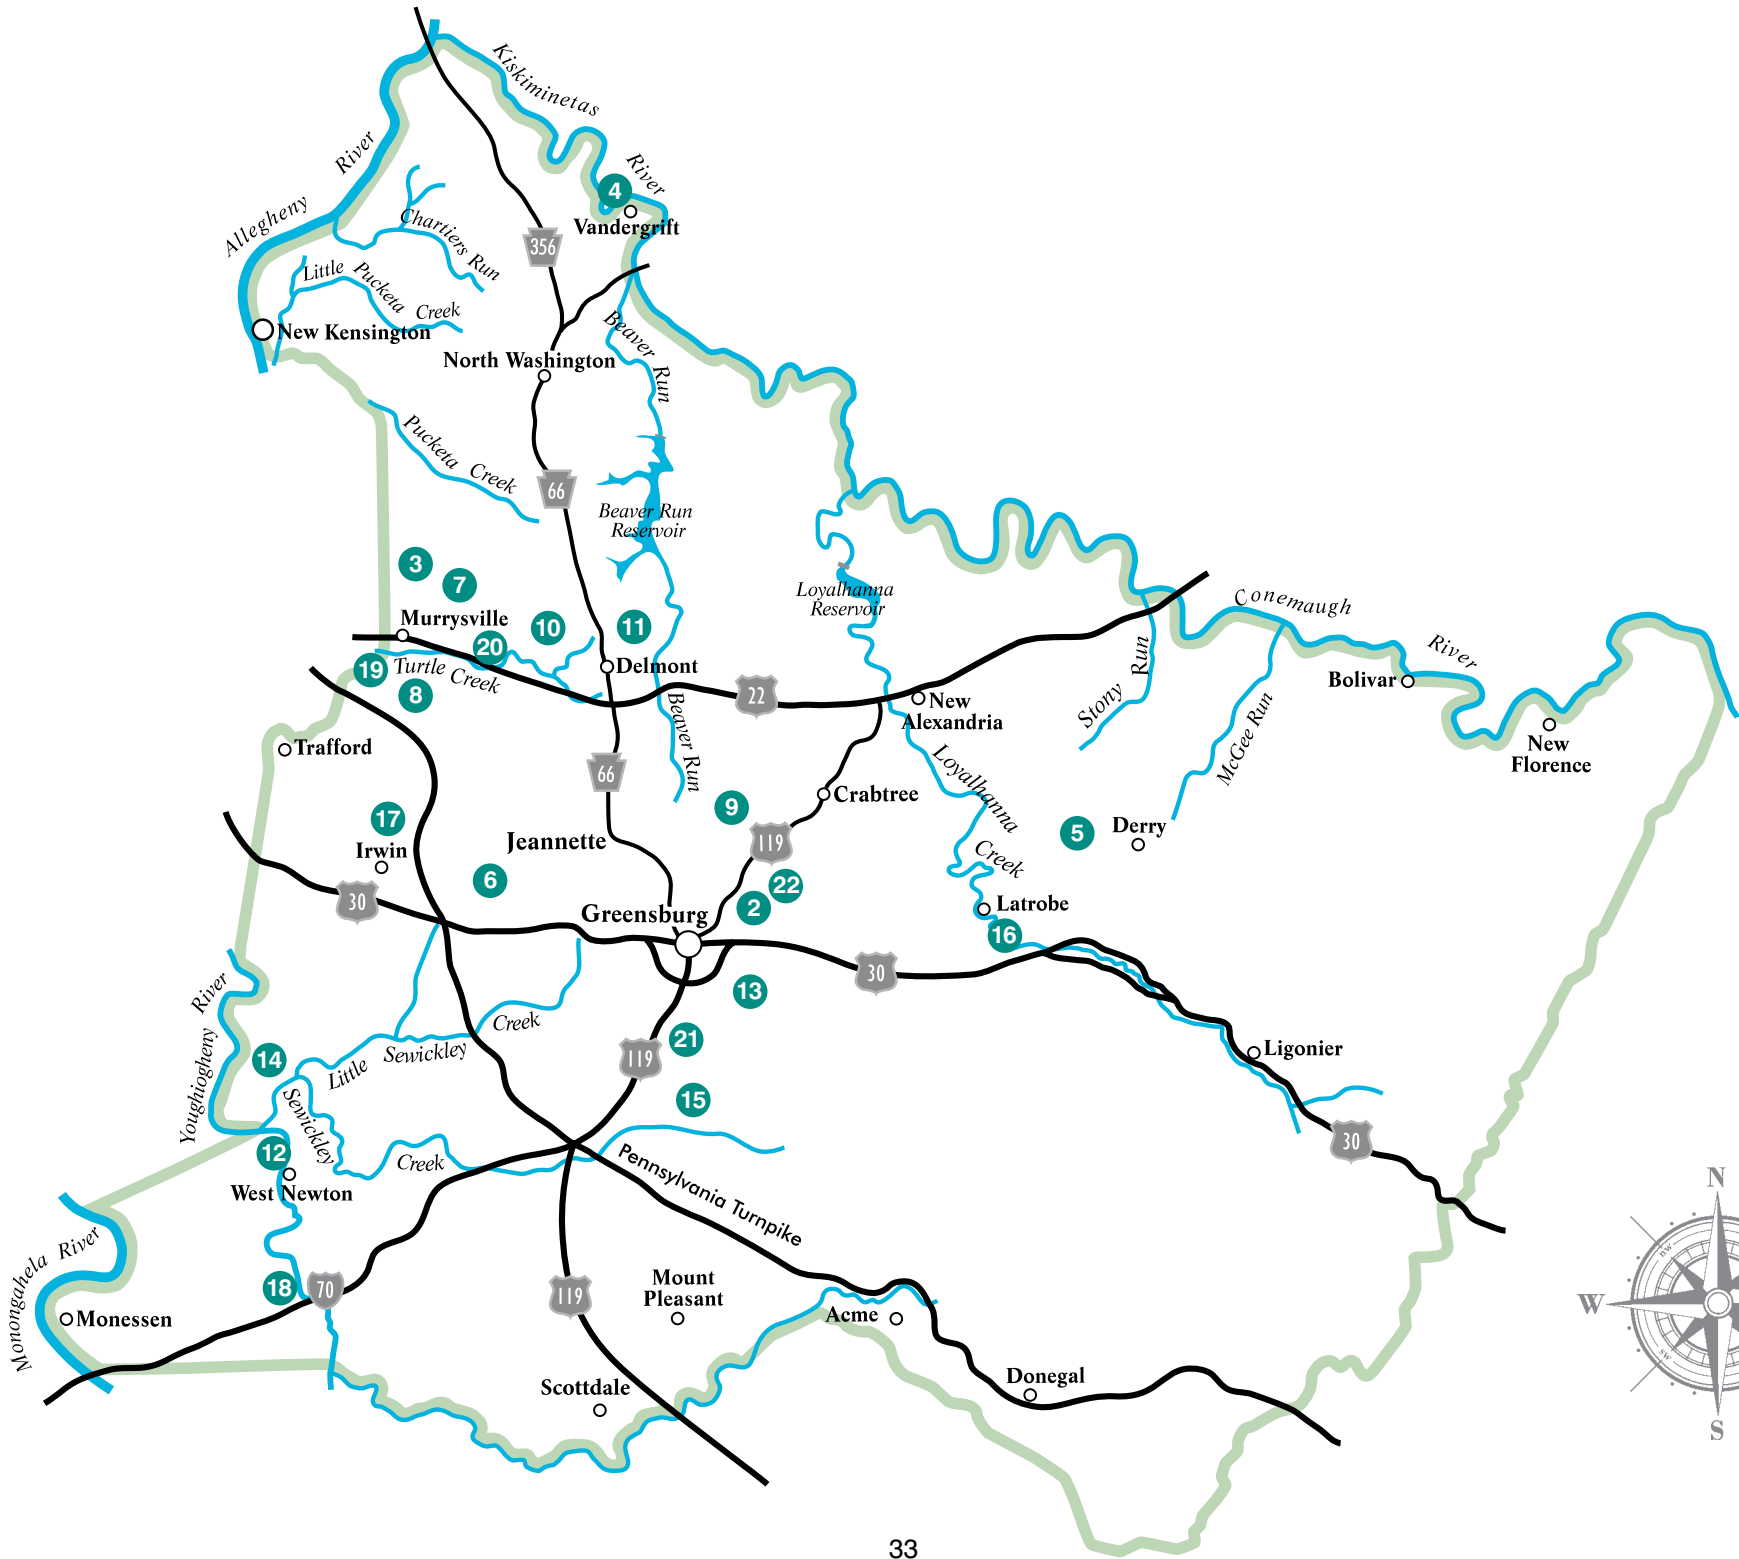 Kiskiminetas
River
Allegheny
River
4
Vandergrift
Chartiers Run
356
Little Pucketa Creek
New Kensington
Beaver Run
North Washington
Pucketa Creek
66
Beaver Run
Reservoir
3
7
Loyalhanna
Reservoir
Conemaugh
River
Murrysville
10
11
20
19
Turtle Creek
Delmont
8
22
New
Alexandria
Stony Run
McGee Run
Bolivar
New
Florence
Trafford
Beaver Run
66
Loyalhanna
Creek
Crabtree
9
17
Irwin
Jeannette
119
5
Derry
6
22
2
30
Greensburg
Latrobe
16
30
13
Youghiogheny River
Creek
Sewickley
Little
21
119
14
Ligonier
15
Sewickley
Creek
12
West Newton
Pennsylvania Turnpike
30
N
nw
W
sw
S
Monongahela River
18
70
119
Mount
Pleasant
Monessen
Acme
Scottdale
Donegal
33